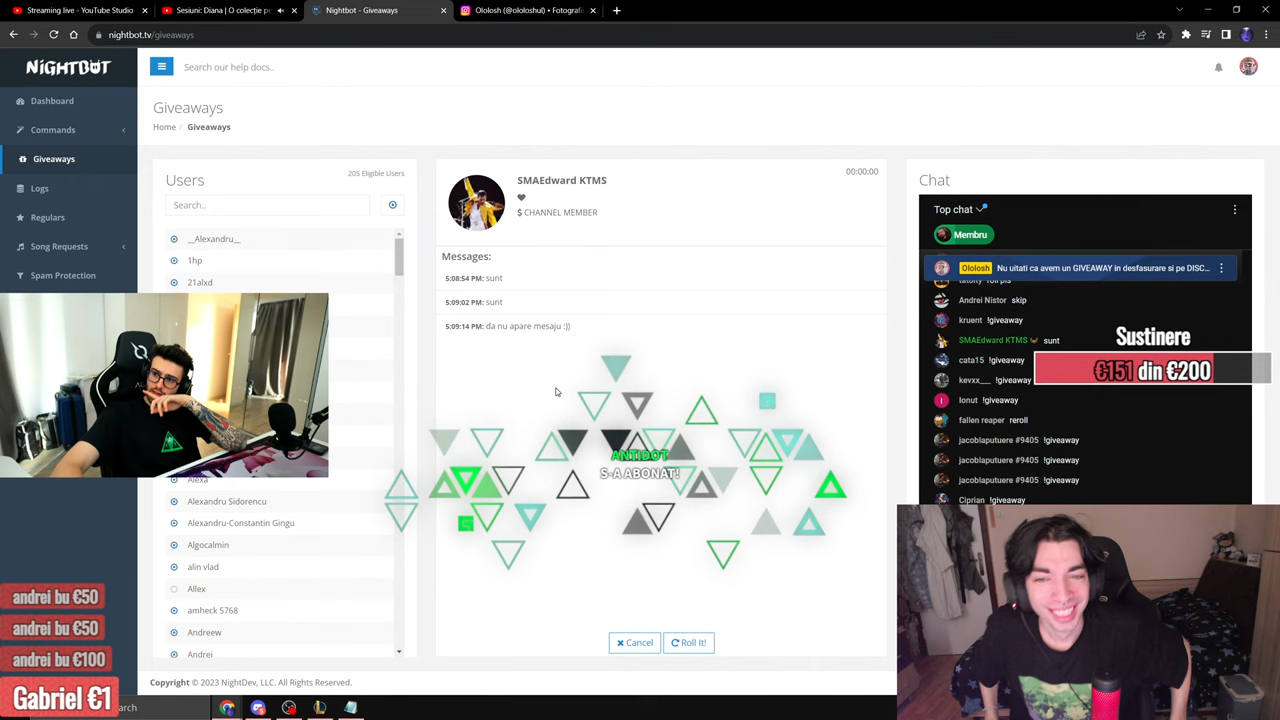 Streaming live - YouTube Studio
Sesiuni: Diana | O colecție pe
Nightbot - Giveaways
Ololosh (@ololoshul) • Fotografii
nightbot.tv/giveaways
NIGHTBOT
Search our help docs..
Dashboard
Commands
Giveaways
Logs
Regulars
Song Requests
Spam Protection
Giveaways
Home / Giveaways
Users
205 Eligible Users
Search..
__Alexandru__
1hp
21alxd
Alexa
Alexandru Sidorencu
Alexandru-Constantin Gingu
Algocalmin
alin vlad
Allex
amheck 5768
Andreew
Andrei
SMAEdward KTMS
00:00:00
$ CHANNEL MEMBER
Messages:
5:08:54 PM: sunt
5:09:02 PM: sunt
5:09:14 PM: da nu apare mesaju :))
ANTIBOT
S-A ABONAT!
Cancel
Roll It!
Chat
Top chat
Membru
Ololosh Nu uitati ca avem un GIVEAWAY in desfasurare si pe DISC...
Andrei Nistor skip
kruent !giveaway
SMAEdward KTMS sunt
cata15 !giveaway
kevxx___ !giveaway
Ionut !giveaway
fallen reaper reroll
jacoblaputuere #9405 !giveaway
jacoblaputuere #9405 !giveaway
jacoblaputuere #9405 !giveaway
Ciprian !giveaway
Sustinere
€151 din €200
andrei bu €50
andrei bu €50
andrei bu €100
Gabriel €1
Copyright © 2023 NightDev, LLC. All Rights Reserved.
arch